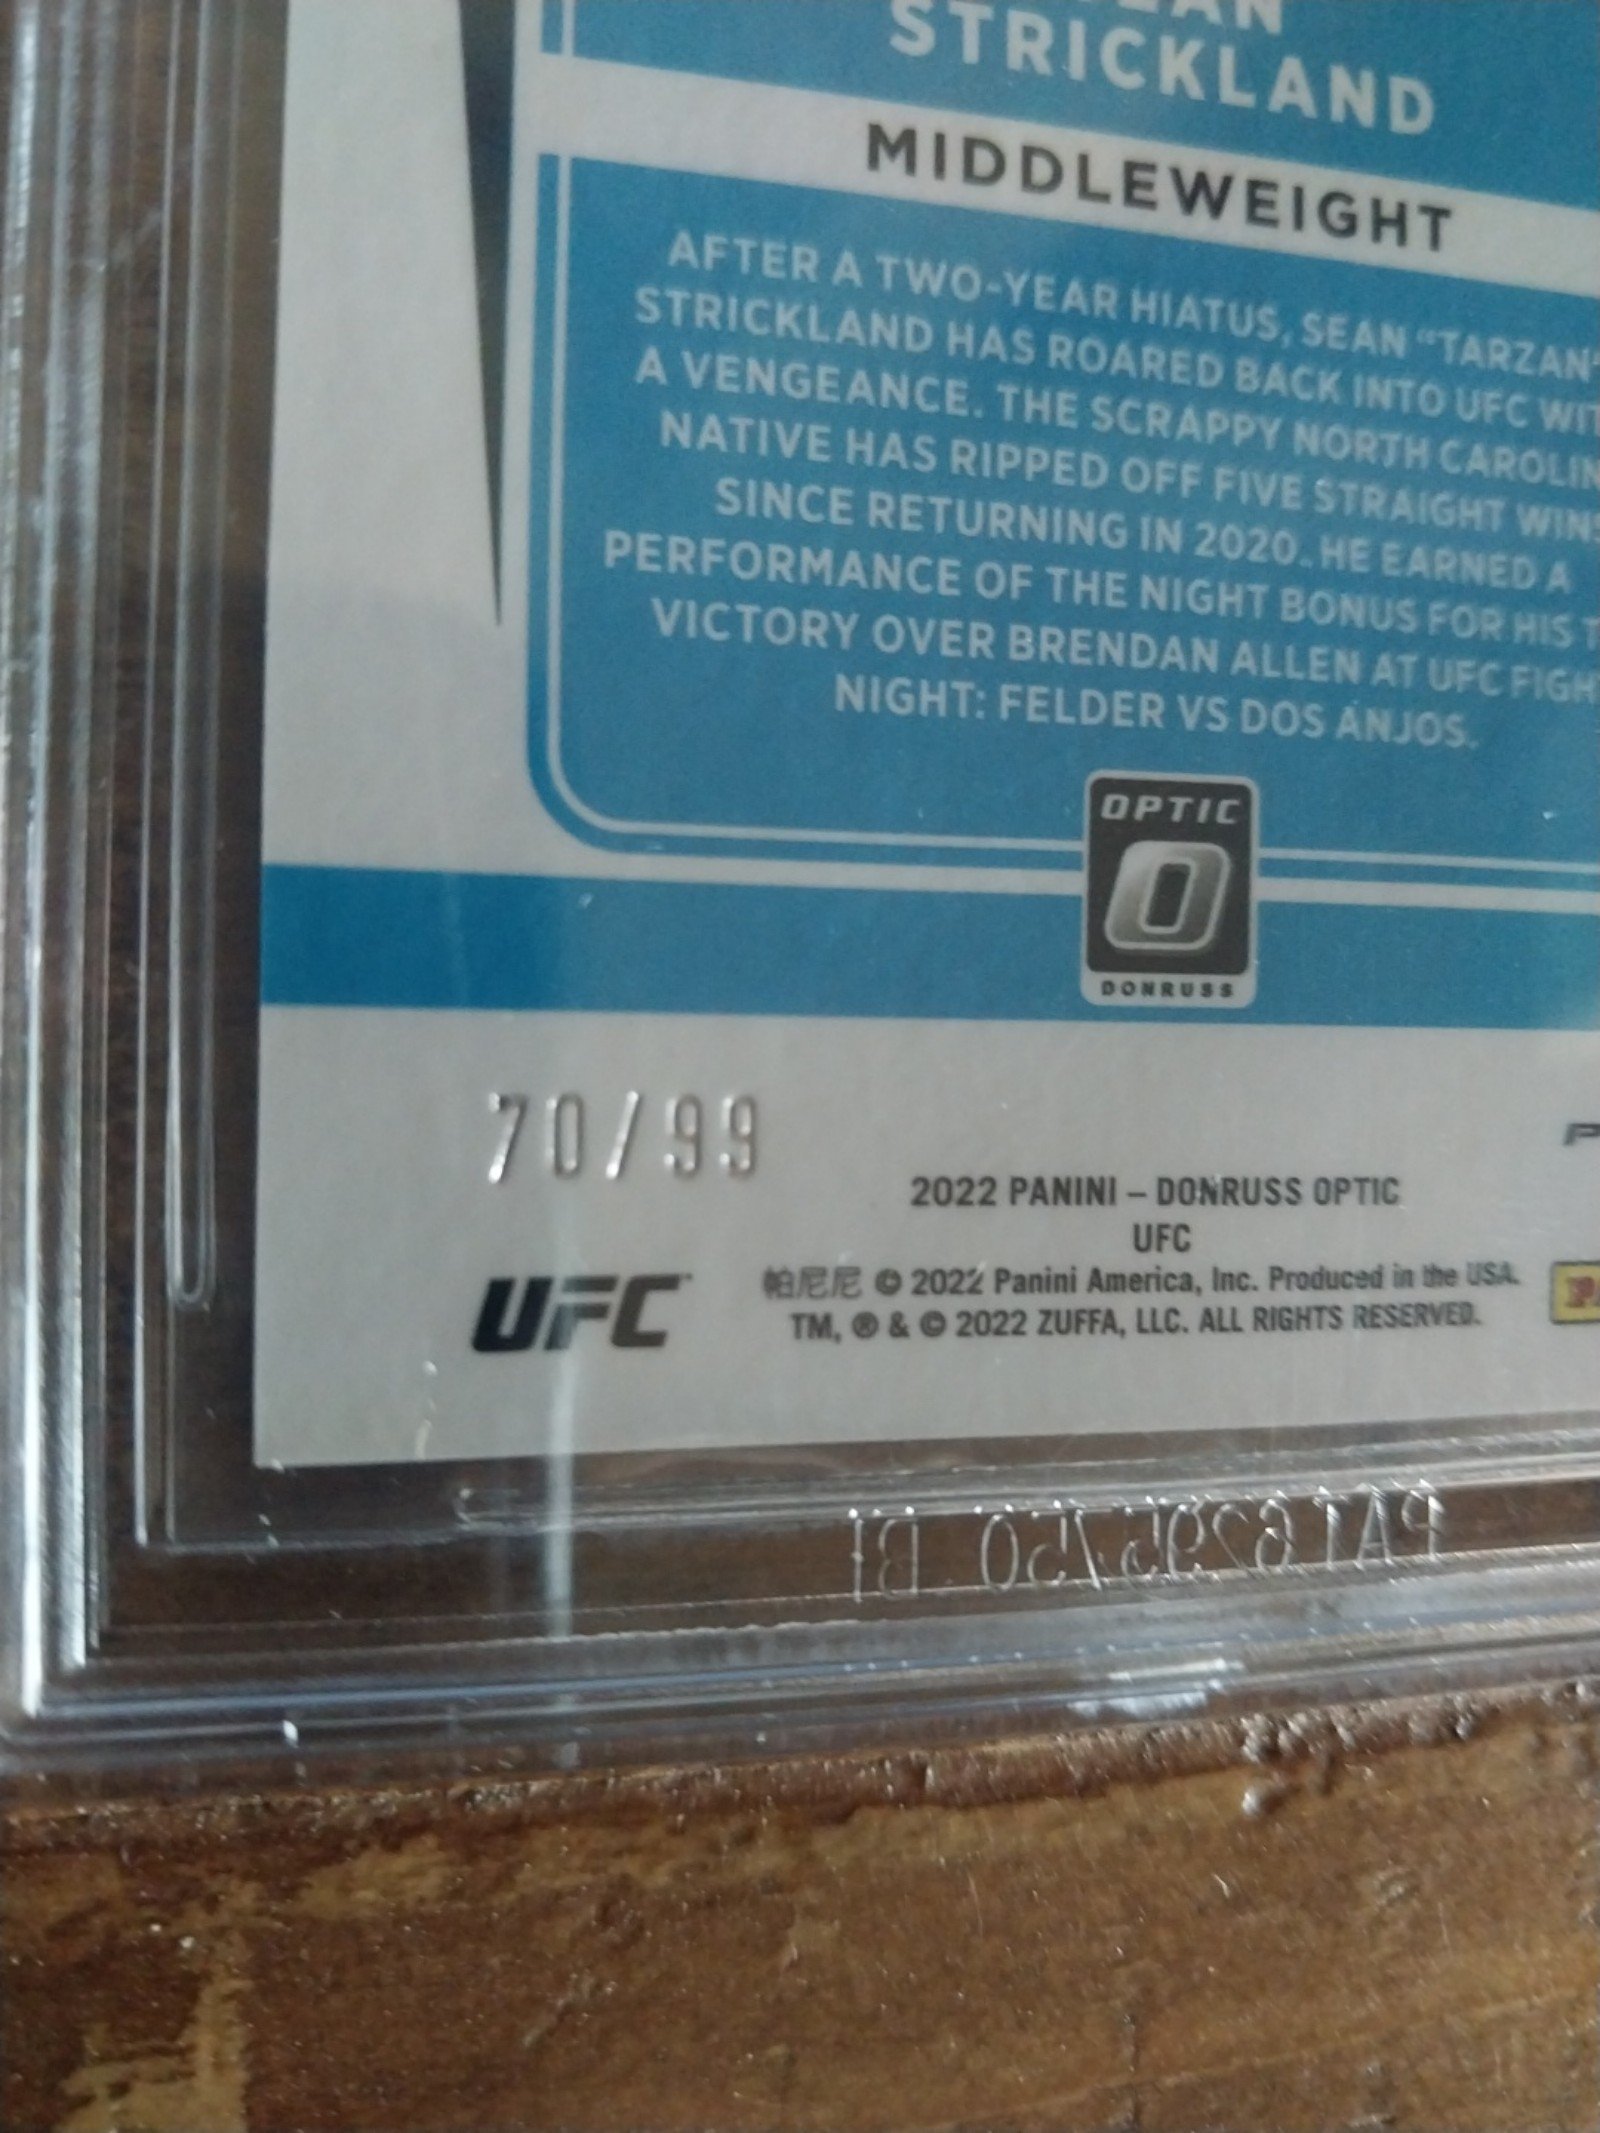 STRICKLAND
MIDDLEWEIGHT
AFTER A TWO-YEAR HIATUS, SEAN "TARZAN"
STRICKLAND HAS ROARED BACK INTO UFC WIT
A VENGEANCE. THE SCRAPPY NORTH CAROLIN
NATIVE HAS RIPPED OFF FIVE STRAIGHT WINS
SINCE RETURNING IN 2020. HE EARNED A
PERFORMANCE OF THE NIGHT BONUS FOR HIS T
VICTORY OVER BRENDAN ALLEN AT UFC FIGH
NIGHT: FELDER VS DOS ANJOS.
OPTIC
O
DONRUSS
70/99
2022 PANINI – DONRUSS OPTIC
UFC
UFC
帕尼尼 © 2022 Panini America, Inc. Produced in the USA.
TM, ® & © 2022 ZUFFA, LLC. ALL RIGHTS RESERVED.